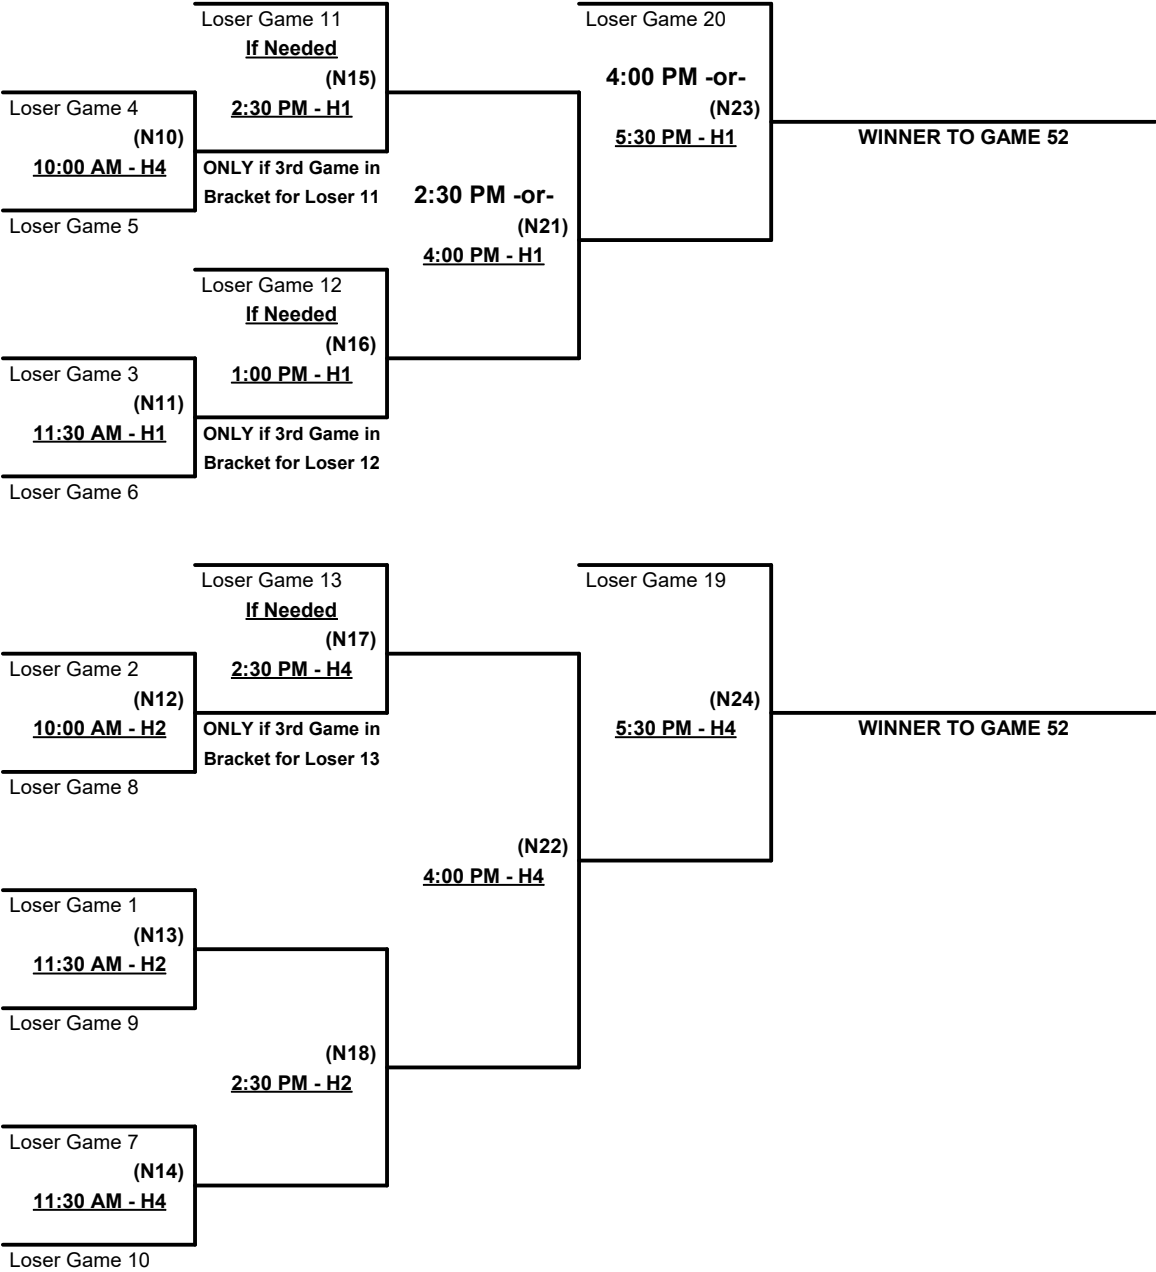 Loser Game 11
If Needed
(N15)
2:30 PM - H1
Loser Game 4
(N10)
10:00 AM - H4
Loser Game 5
ONLY if 3rd Game in
Bracket for Loser 11
Loser Game 20
4:00 PM -or-
(N23)
5:30 PM - H1
WINNER TO GAME 52
2:30 PM -or-
(N21)
4:00 PM - H1
Loser Game 12
If Needed
(N16)
1:00 PM - H1
Loser Game 3
(N11)
11:30 AM - H1
Loser Game 6
ONLY if 3rd Game in
Bracket for Loser 12
Loser Game 13
If Needed
(N17)
2:30 PM - H4
Loser Game 2
(N12)
10:00 AM - H2
Loser Game 8
ONLY if 3rd Game in
Bracket for Loser 13
Loser Game 19
(N24)
5:30 PM - H4
WINNER TO GAME 52
(N22)
4:00 PM - H4
Loser Game 1
(N13)
11:30 AM - H2
Loser Game 9
(N18)
2:30 PM - H2
Loser Game 7
(N14)
11:30 AM - H4
Loser Game 10